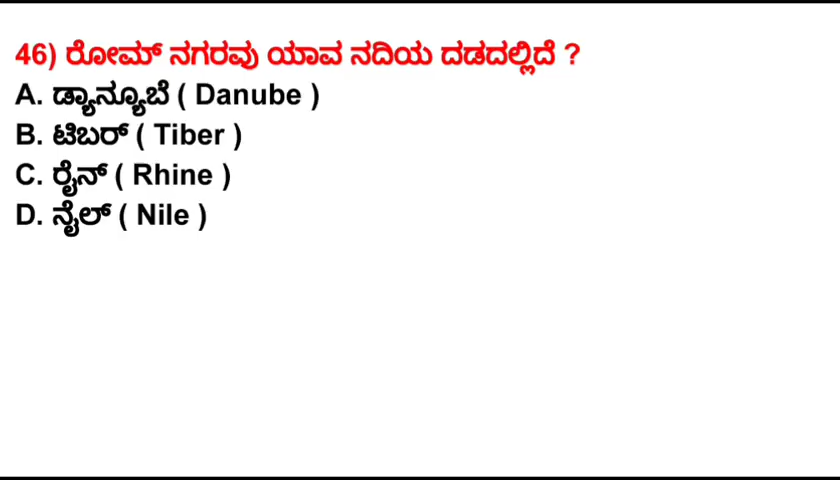 46) ರೋಮ್ ನಗರವು ಯಾವ ನದಿಯ ದಡದಲ್ಲಿದೆ ?
A. ಡ್ಯಾನ್ಯೂಬೆ ( Danube )
B. ಟಿಬರ್ ( Tiber )
C. ರೈನ್ ( Rhine )
D. ನೈಲ್ ( Nile )